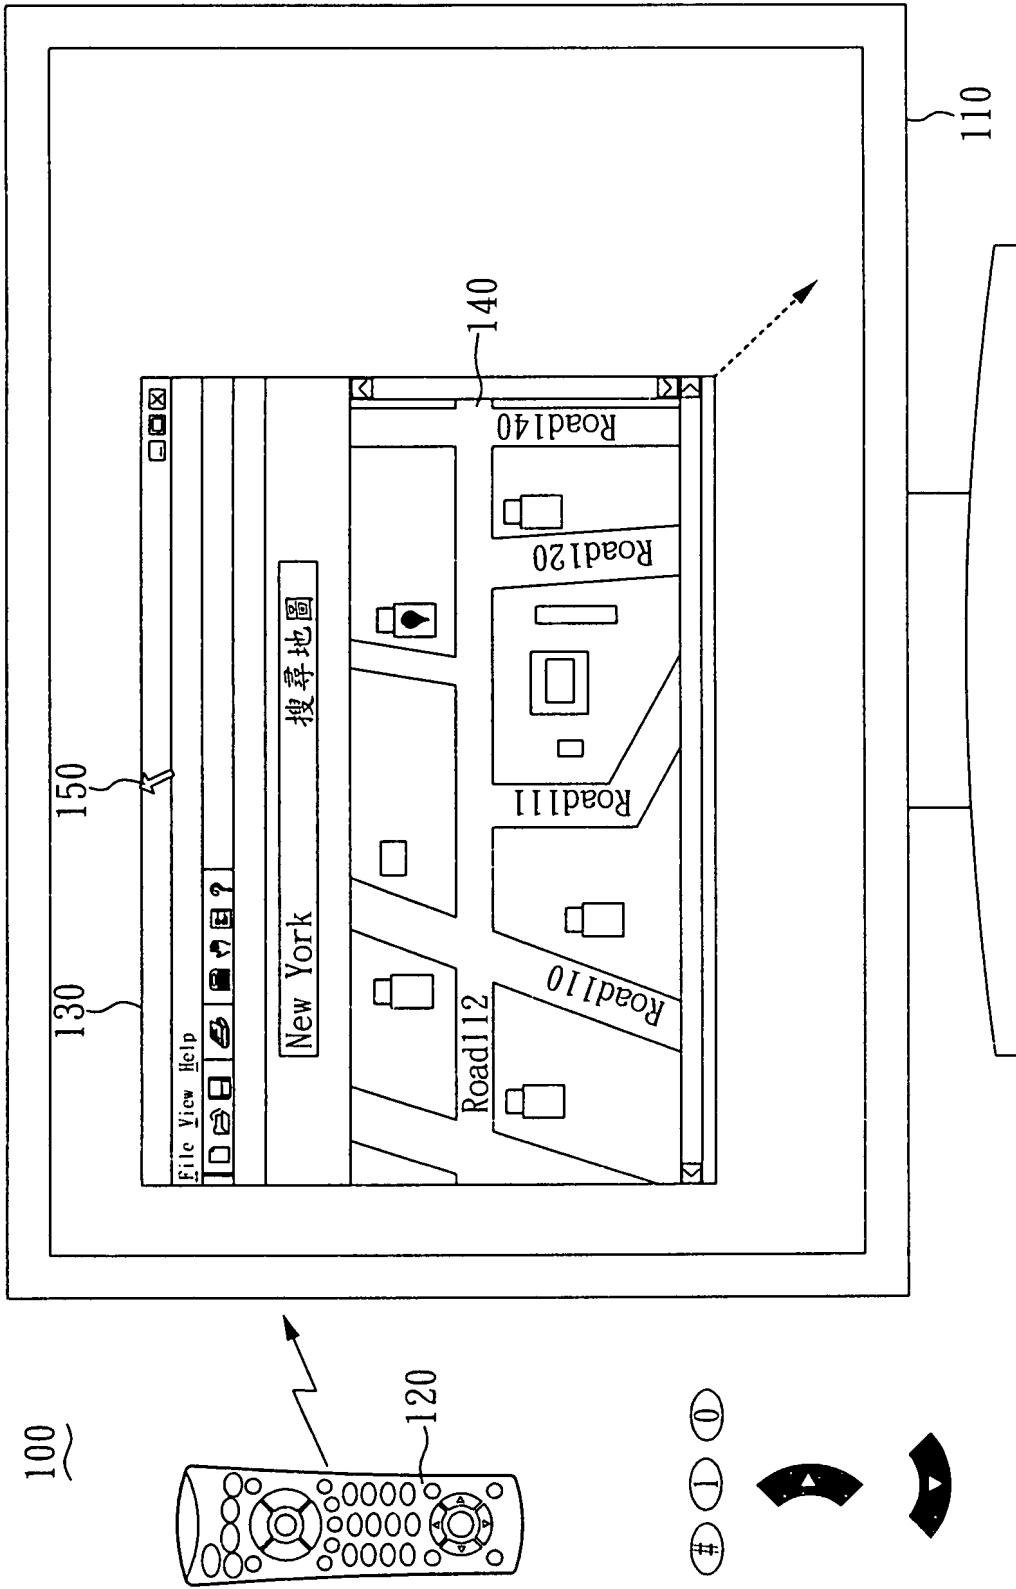 100
130
150
File View Help
?
New York 搜尋地圖
140
Road112
Road110
Road111
Road120
Road140
110
120
# 1 0